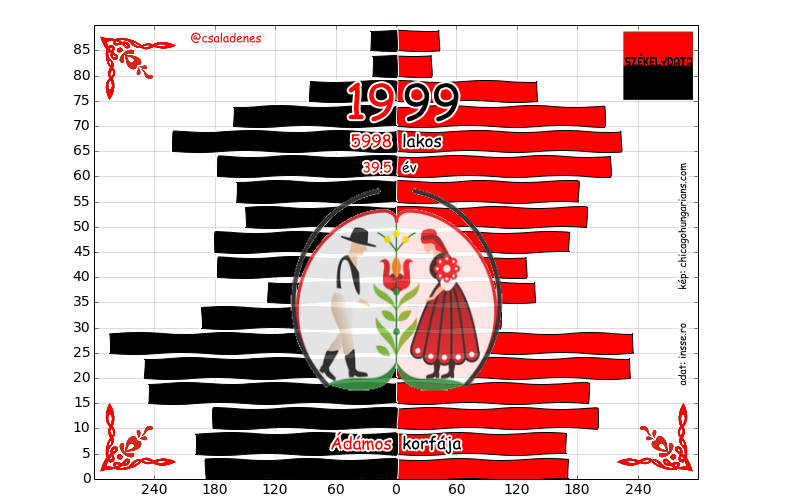 @csaladenes
SZÉKELYDATA
1999
5998 lakos
39.5 év
kép: chicagohungarians.com
adat: insse.ro
Ádámos korfája
85
80
75
70
65
60
55
50
45
40
35
30
25
20
15
10
5
0
240 180 120 60 0 60 120 180 240